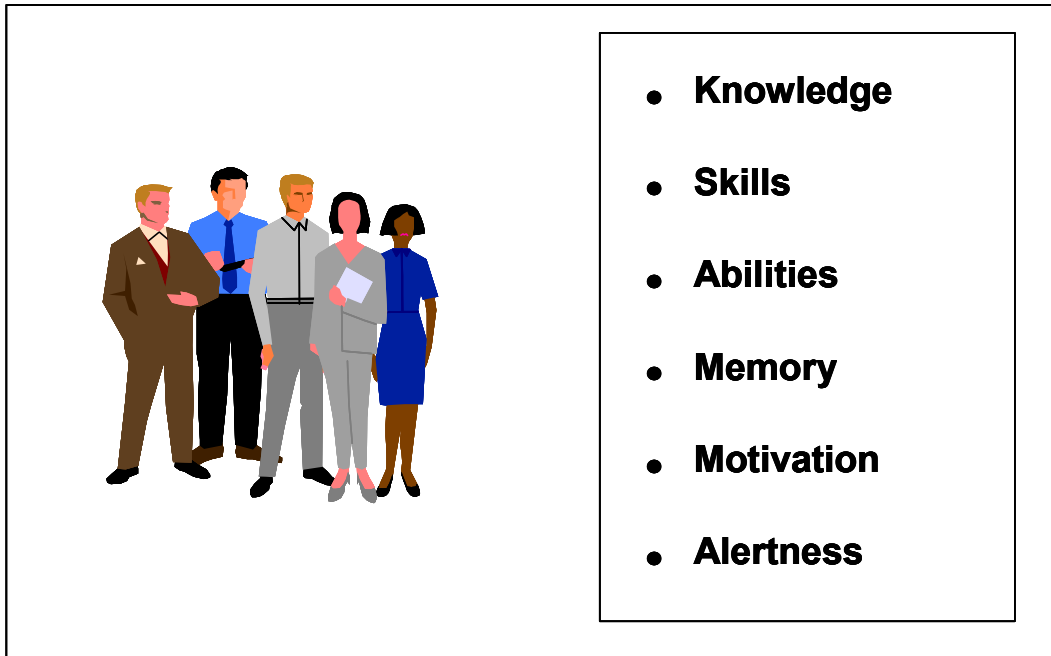 • Knowledge
• Skills
• Abilities
• Memory
• Motivation
• Alertness